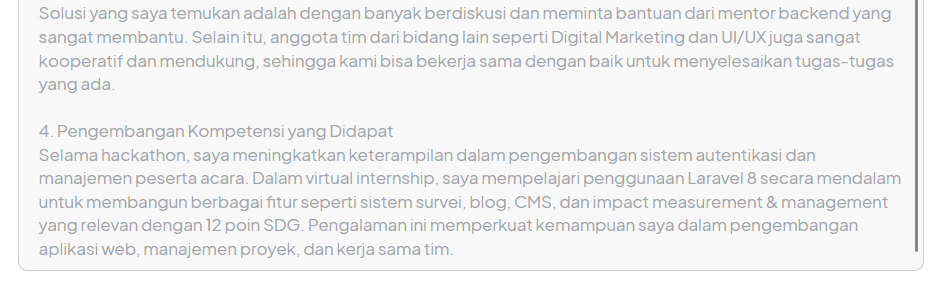 Solusi yang saya temukan adalah dengan banyak berdiskusi dan meminta bantuan dari mentor backend yang
sangat membantu. Selain itu, anggota tim dari bidang lain seperti Digital Marketing dan UI/UX juga sangat
kooperatif dan mendukung, sehingga kami bisa bekerja sama dengan baik untuk menyelesaikan tugas-tugas
yang ada.
4. Pengembangan Kompetensi yang Didapat
Selama hackathon, saya meningkatkan keterampilan dalam pengembangan sistem autentikasi dan
manajemen peserta acara. Dalam virtual internship, saya mempelajari penggunaan Laravel 8 secara mendalam
untuk membangun berbagai fitur seperti sistem survei, blog, CMS, dan impact measurement & management
yang relevan dengan 12 poin SDG. Pengalaman ini memperkuat kemampuan saya dalam pengembangan
aplikasi web, manajemen proyek, dan kerja sama tim.